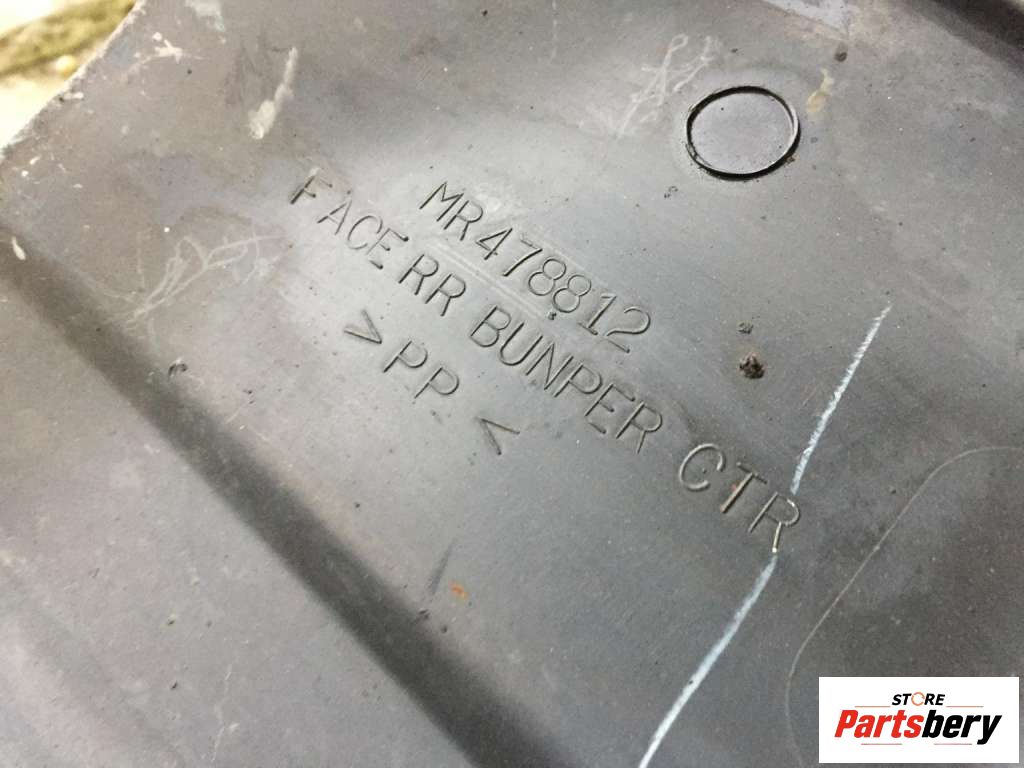 MR478812
FACE RR BUNPER CTR
>PP<
STORE
Partsbery